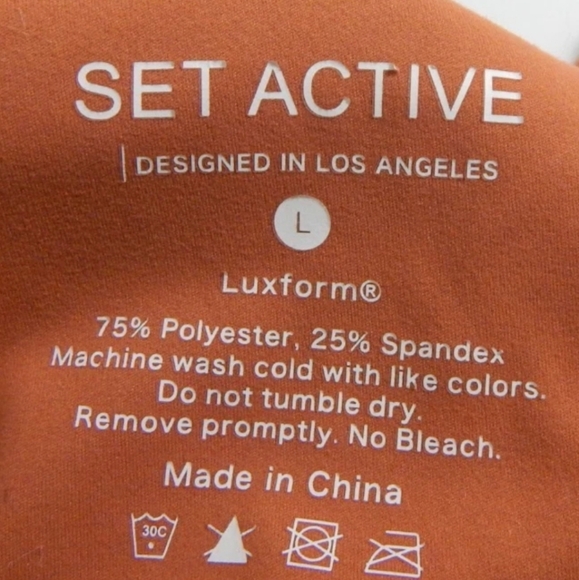 SET ACTIVE
DESIGNED IN LOS ANGELES
L
Luxform®
75% Polyester, 25% Spandex
Machine wash cold with like colors.
Do not tumble dry.
Remove promptly. No Bleach.
Made in China
30C